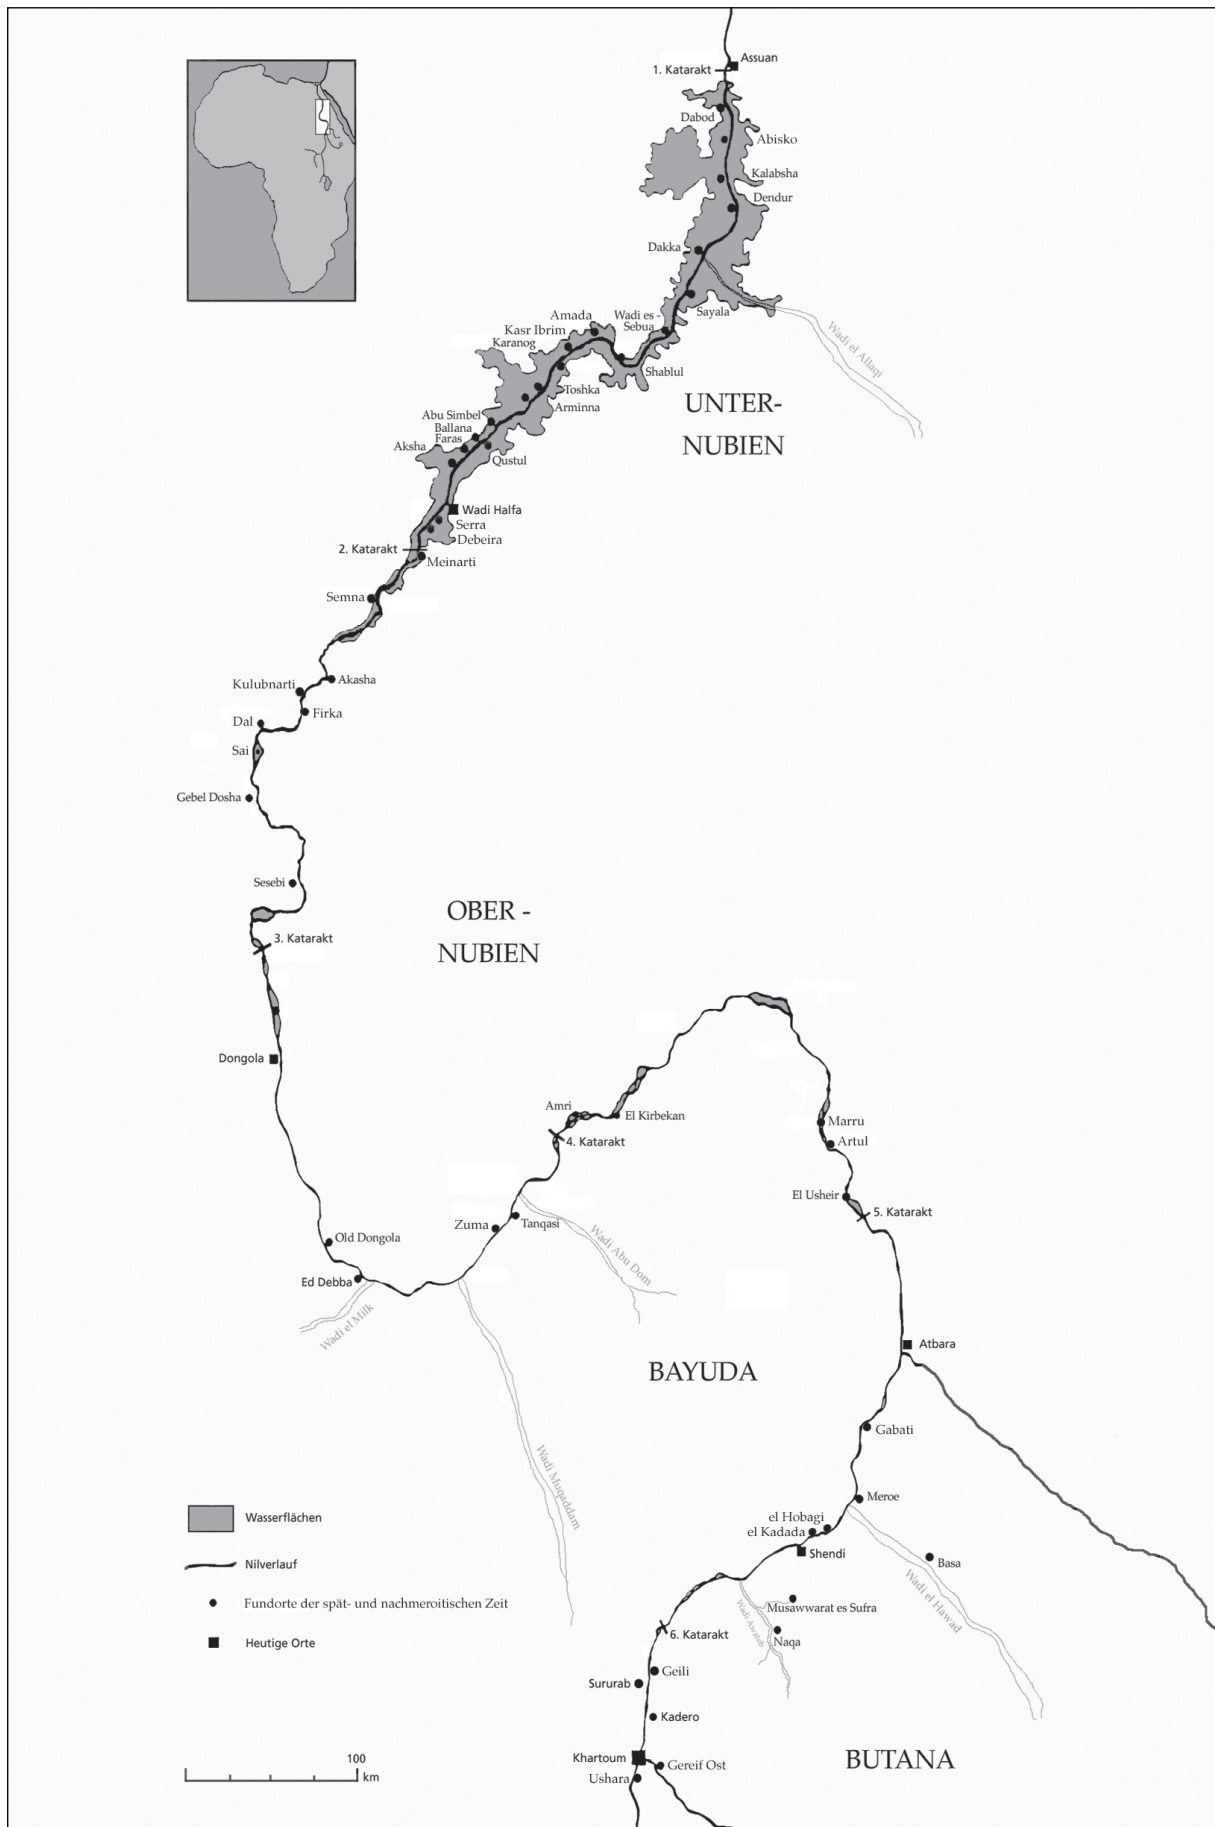 Assuan
1. Katarakt
Dabod
Abisko
Kalabsha
Dendur
Dakka
Sayala
Wadi es -
Sebua
Amada
Kasr Ibrim
Karanog
Wadi el Allaqi
Shablul
Toshka
Arminna
UNTER-
NUBIEN
Abu Simbel
Ballana
Faras
Aksha
Qustul
Wadi Halfa
Serra
Debeira
2. Katarakt
Meinarti
Semna
Akasha
Kulubnarti
Firka
Dal
Sai
Gebel Dosha
Sesebi
OBER -
NUBIEN
3. Katarakt
Dongola
Amri
El Kirbekan
4. Katarakt
Marru
Artul
El Usheir
5. Katarakt
Zuma
Tanqasi
Wadi Abu Dom
Old Dongola
Ed Debba
Wadi el Milk
Atbara
BAYUDA
Gabati
Wadi Muqaddam
Meroe
el Hobagi
el Kadada
Shendi
Basa
Wadi el Hawad
Musawwarat es Sufra
Wadi Awateb
Naqa
6. Katarakt
Geili
Sururab
Kadero
Khartoum
Gereif Ost
Ushara
BUTANA
Wasserflächen
Nilverlauf
Fundorte der spät- und nachmeroitischen Zeit
Heutige Orte
100
km